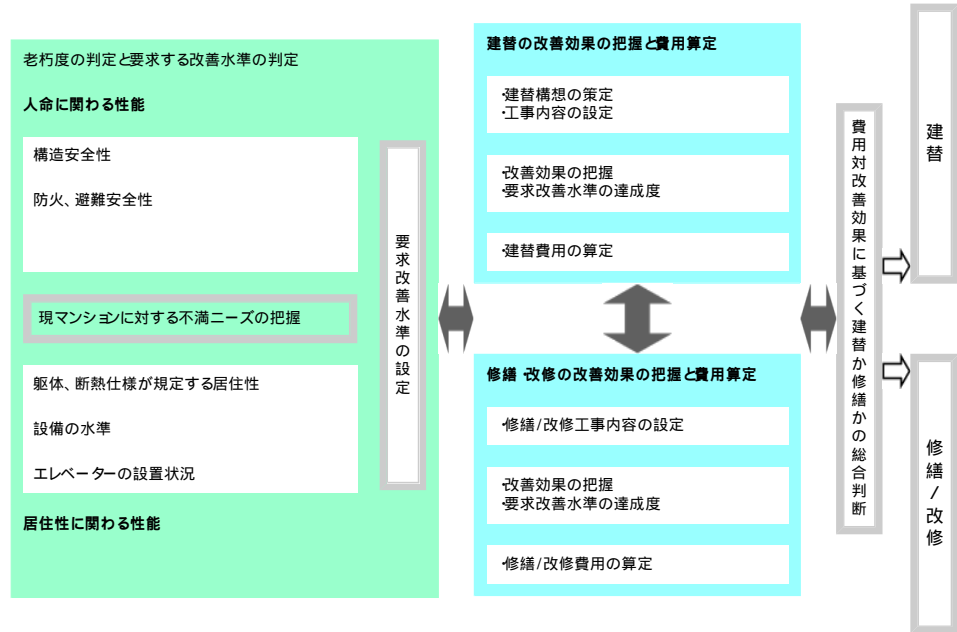 老朽度の判定と要求する改善水準の判定
人命に関わる性能
構造安全性
防火、避難安全性
現マンションに対する不満ニーズの把握
躯体、断熱仕様が規定する居住性
設備の水準
エレベーターの設置状況
居住性に関わる性能
要求改善水準の設定
建替の改善効果の把握と費用算定
・建替構想の策定
・工事内容の設定
・改善効果の把握
・要求改善水準の達成度
・建替費用の算定
修繕・改修の改善効果の把握と費用算定
・修繕/改修工事内容の設定
・改善効果の把握
・要求改善水準の達成度
・修繕/改修費用の算定
費用対改善効果に基づく建替か修繕かの総合判断
建替
修繕/改修